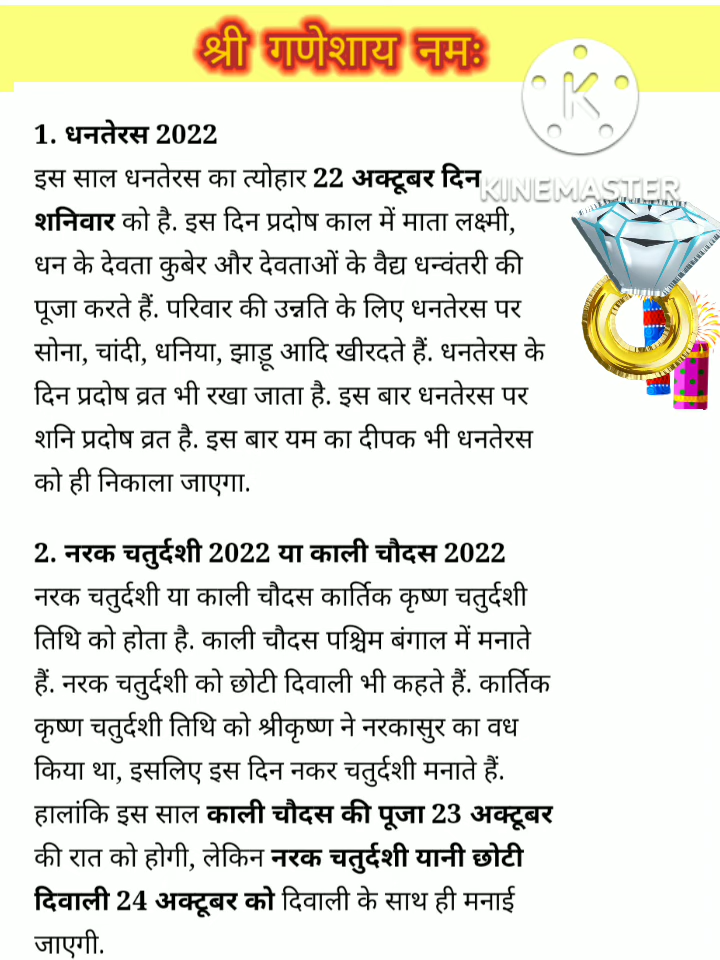 श्री गणेशाय नमः
1. धनतेरस 2022
इस साल धनतेरस का त्योहार 22 अक्टूबर दिन
KINEMASTER
शनिवार को है. इस दिन प्रदोष काल में माता लक्ष्मी,
धन के देवता कुबेर और देवताओं के वैद्य धन्वंतरी की
पूजा करते हैं. परिवार की उन्नति के लिए धनतेरस पर
सोना, चांदी, धनिया, झाड़ू आदि खीरदते हैं. धनतेरस के
दिन प्रदोष व्रत भी रखा जाता है. इस बार धनतेरस पर
शनि प्रदोष व्रत है. इस बार यम का दीपक भी धनतेरस
को ही निकाला जाएगा.
2. नरक चतुर्दशी 2022 या काली चौदस 2022
नरक चतुर्दशी या काली चौदस कार्तिक कृष्ण चतुर्दशी
तिथि को होता है. काली चौदस पश्चिम बंगाल में मनाते
हैं. नरक चतुर्दशी को छोटी दिवाली भी कहते हैं. कार्तिक
कृष्ण चतुर्दशी तिथि को श्रीकृष्ण ने नरकासुर का वध
किया था, इसलिए इस दिन नकर चतुर्दशी मनाते हैं.
हालांकि इस साल काली चौदस की पूजा 23 अक्टूबर
की रात को होगी, लेकिन नरक चतुर्दशी यानी छोटी
दिवाली 24 अक्टूबर को दिवाली के साथ ही मनाई
जाएगी.